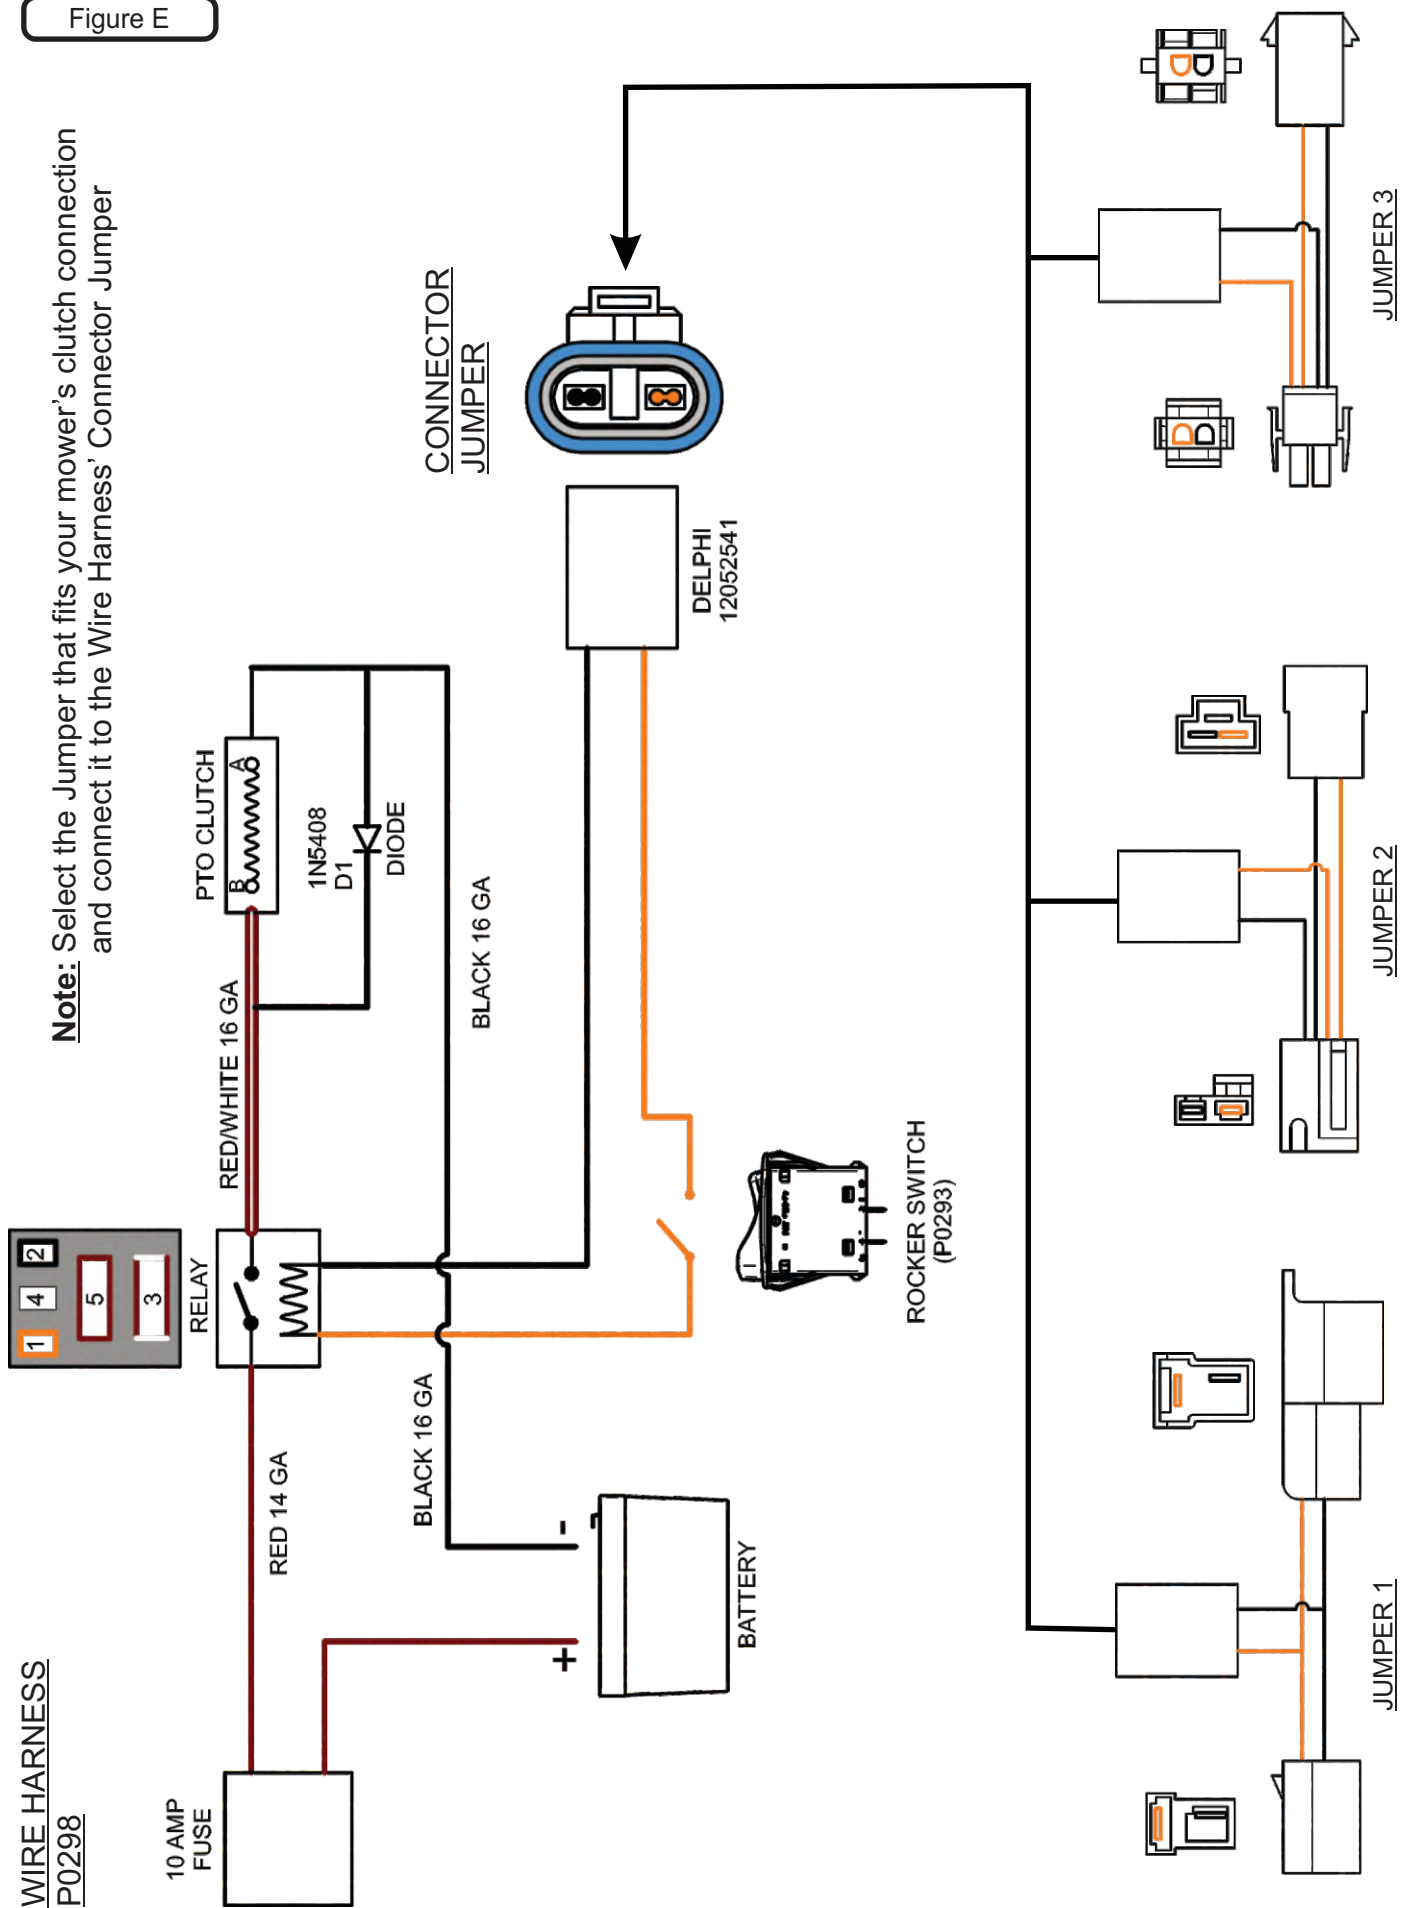 Figure E
WIRE HARNESS
P0298
Note: Select the Jumper that fits your mower's clutch connection
and connect it to the Wire Harness' Connector Jumper
10 AMP
FUSE
RED 14 GA
1
4
2
5
3
RELAY
RED/WHITE 16 GA
PTO CLUTCH
B
A
1N5408
D1
DIODE
BLACK 16 GA
BLACK 16 GA
+
-
BATTERY
ROCKER SWITCH
(P0293)
CONNECTOR
JUMPER
DELPHI
12052541
JUMPER 1
JUMPER 2
JUMPER 3